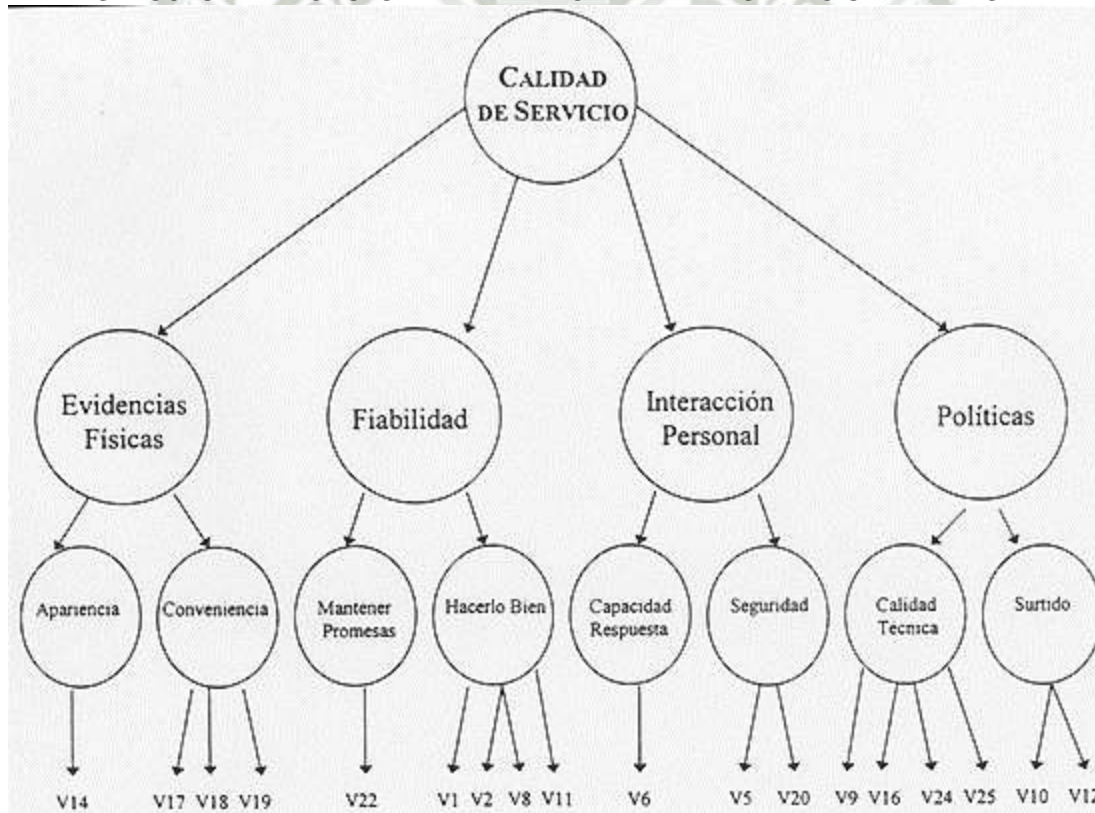 CALIDAD
DE SERVICIO
Evidencias
Físicas
Fiabilidad
Interacción
Personal
Políticas
Apariencia
Conveniencia
Mantener
Promesas
Hacerlo Bien
Capacidad
Respuesta
Seguridad
Calidad
Técnica
Surtido
V14 V17 V18 V19 V22 V1 V2 V8 V11 V6 V5 V20 V9 V16 V24 V25 V10 V12